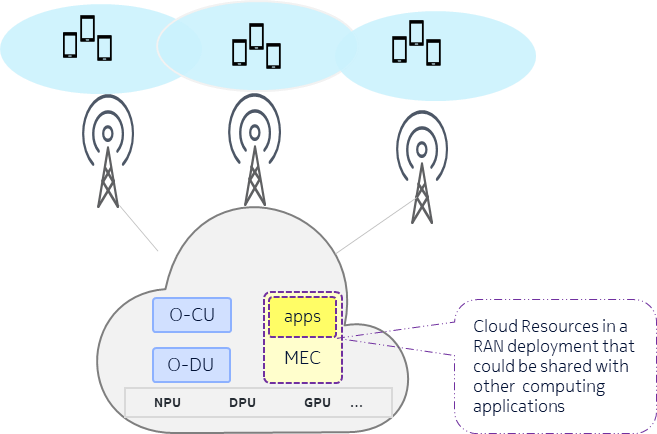 O-CU
apps
O-DU
MEC
NPU DPU GPU ...
Cloud Resources in a
RAN deployment that
could be shared with
other computing
applications